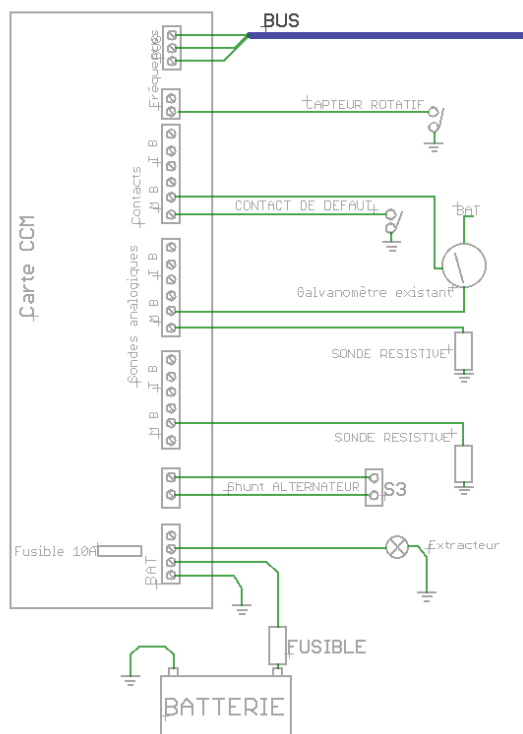 BUS
BUS
Fréquences
CAPTEUR ROTATIF
Contacts
M B
I B
CONTACT DE DEFAUT
BAT
Carte CCM
Sondes analogiques
M B
I B
Galvanomètre existant
SONDE RESISTIVE
M B
I B
SONDE RESISTIVE
Shunt ALTERNATEUR
S3
Fusible 10A
BAT
Extracteur
FUSIBLE
BATTERIE